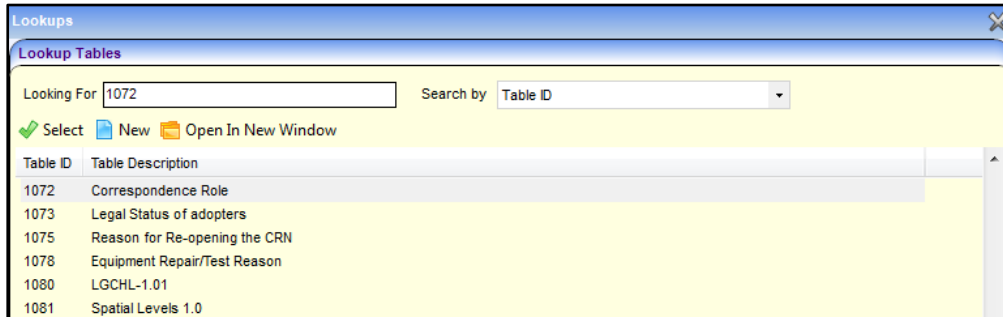 Lookups
Lookup Tables
Looking For 1072 Search by Table ID
Select New Open In New Window
Table ID Table Description
1072 Correspondence Role
1073 Legal Status of adopters
1075 Reason for Re-opening the CRN
1078 Equipment Repair/Test Reason
1080 LGCHL-1.01
1081 Spatial Levels 1.0